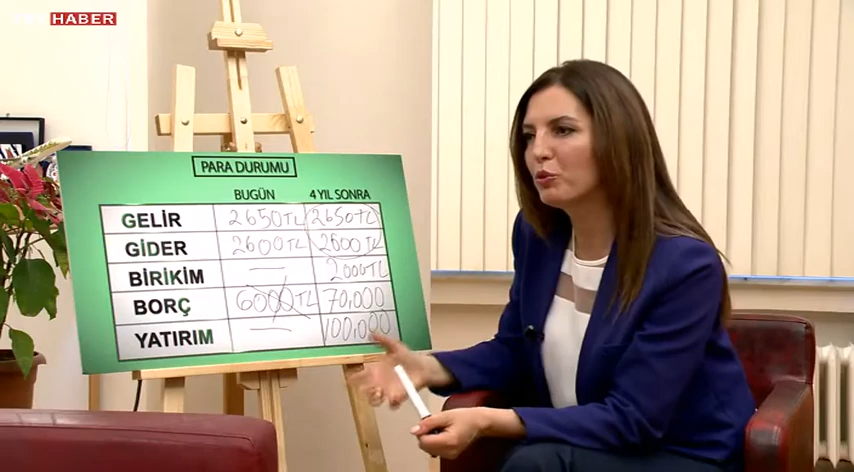 HABER
PARA DURUMU
BUGÜN 4 YIL SONRA
GELİR 2650TL 2650TL
GİDER 2600TL 2600TL
BİRİKİM — 2000TL
BORÇ 6000TL 70,000
YATIRIM — 100,000